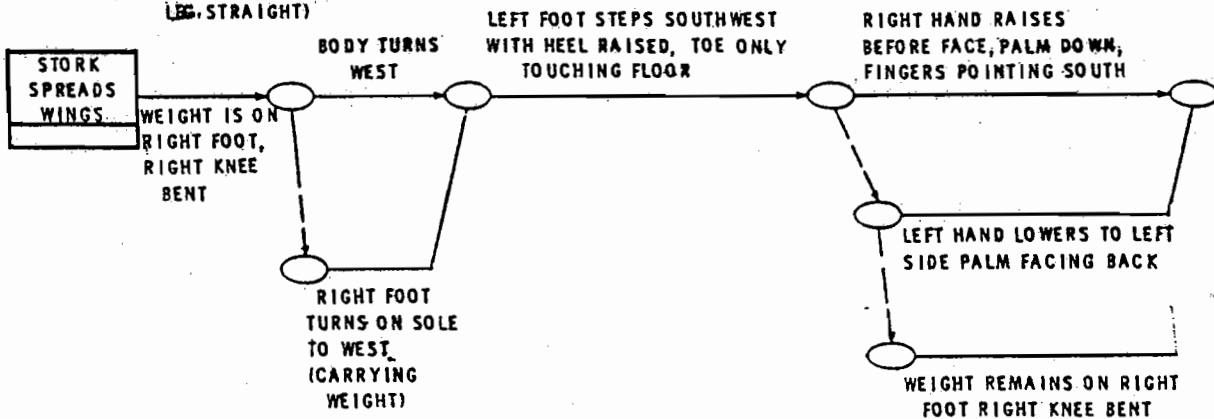 LEG, STRAIGHT)
STORK
SPREADS
WINGS
WEIGHT IS ON
RIGHT FOOT,
RIGHT KNEE
BENT
BODY TURNS
WEST
RIGHT FOOT
TURNS ON SOLE
TO WEST
(CARRYING
WEIGHT)
LEFT FOOT STEPS SOUTHWEST
WITH HEEL RAISED, TOE ONLY
TOUCHING FLOOR
RIGHT HAND RAISES
BEFORE FACE, PALM DOWN,
FINGERS POINTING SOUTH
LEFT HAND LOWERS TO LEFT
SIDE PALM FACING BACK
WEIGHT REMAINS ON RIGHT
FOOT RIGHT KNEE BENT